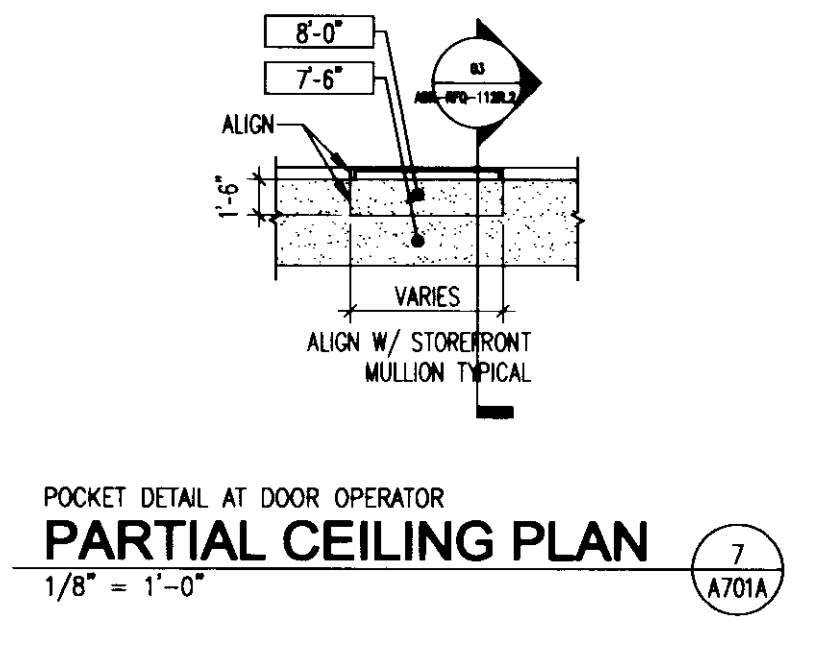 8'-0"
7'-6"
ALIGN
1'-6"
VARIES
ALIGN W/ STOREFRONT
MULLION TYPICAL
POCKET DETAIL AT DOOR OPERATOR
PARTIAL CEILING PLAN
1/8" = 1'-0"
7
A701A